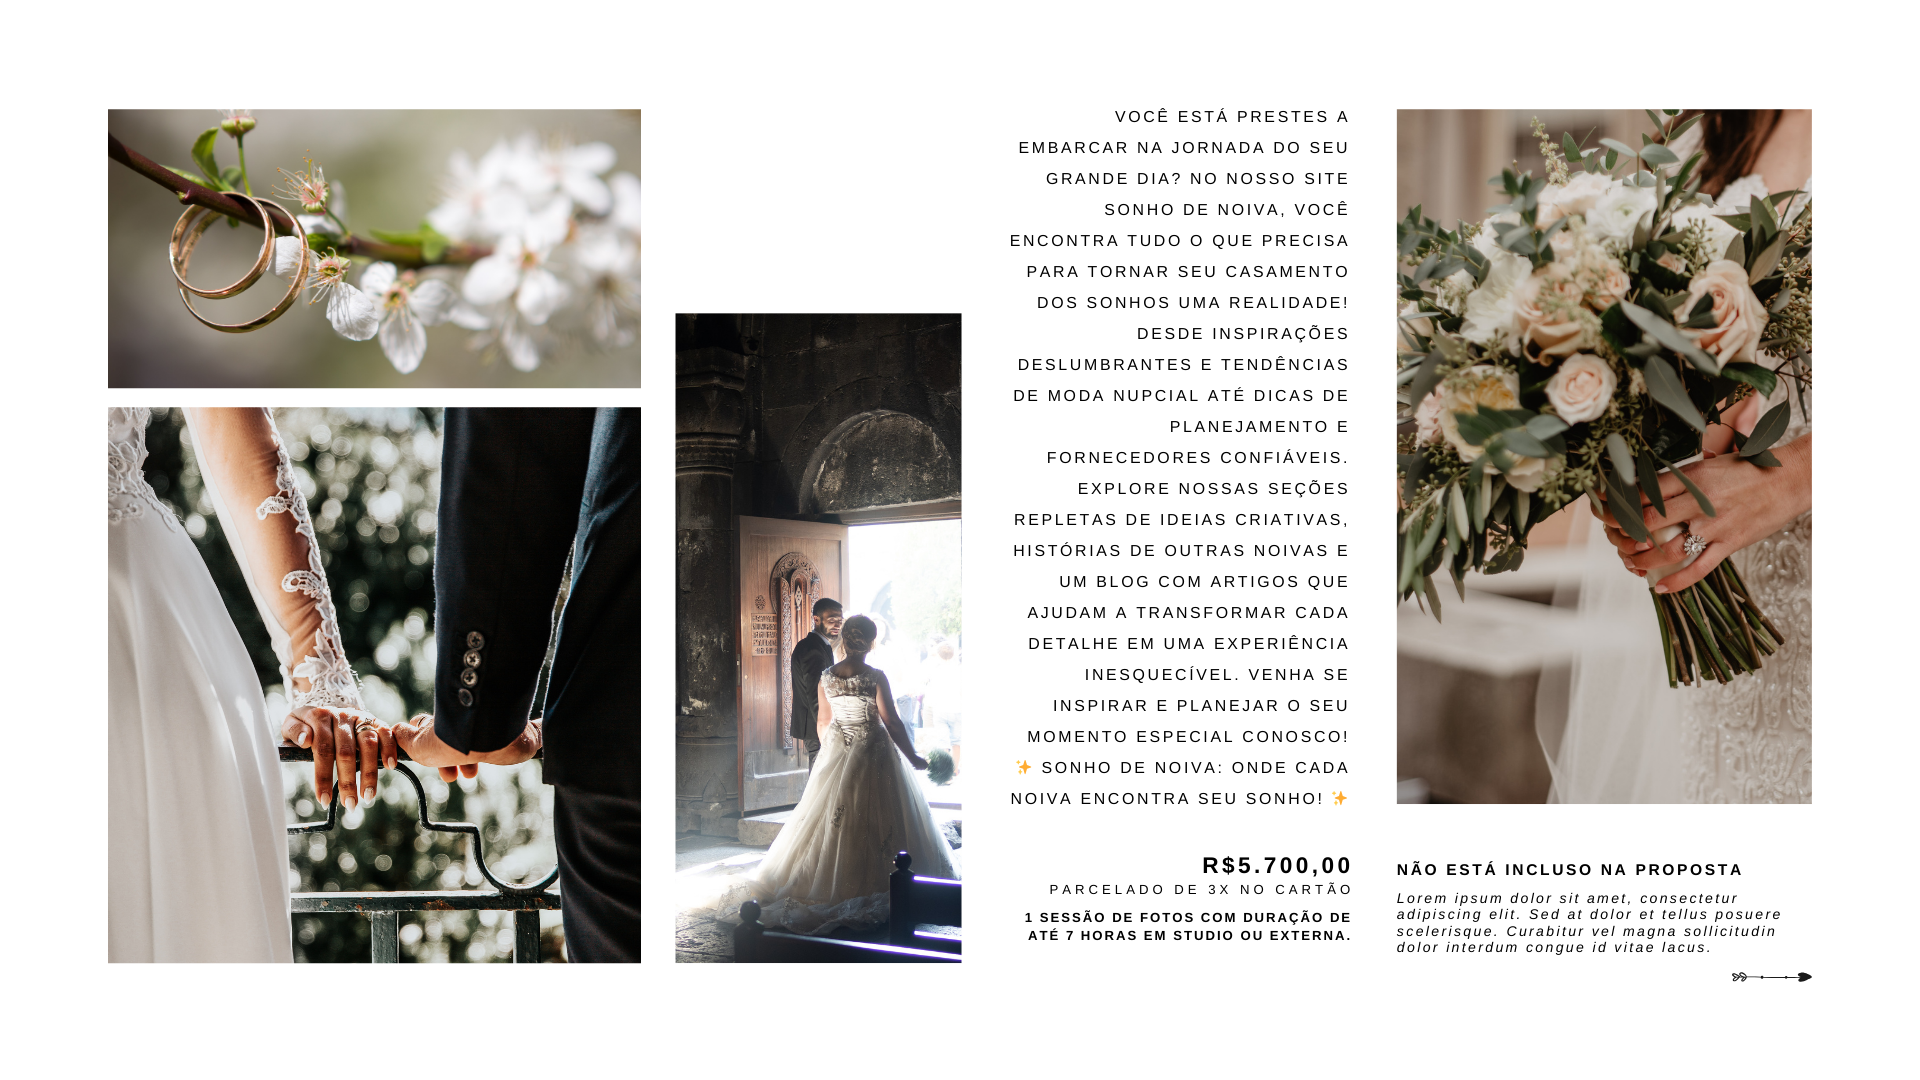 VOCÊ ESTÁ PRESTES A
EMBARCAR NA JORNADA DO SEU
GRANDE DIA? NO NOSSO SITE
SONHO DE NOIVA, VOCÊ
ENCONTRA TUDO O QUE PRECISA
PARA TORNAR SEU CASAMENTO
DOS SONHOS UMA REALIDADE!
DESDE INSPIRAÇÕES
DESLUMBRANTES E TENDÊNCIAS
DE MODA NUPCIAL ATÉ DICAS DE
PLANEJAMENTO E
FORNECEDORES CONFIÁVEIS.
EXPLORE NOSSAS SEÇÕES
REPLETAS DE IDEIAS CRIATIVAS,
HISTÓRIAS DE OUTRAS NOIVAS E
UM BLOG COM ARTIGOS QUE
AJUDAM A TRANSFORMAR CADA
DETALHE EM UMA EXPERIÊNCIA
INESQUECÍVEL. VENHA SE
INSPIRAR E PLANEJAR O SEU
MOMENTO ESPECIAL CONOSCO!
✨ SONHO DE NOIVA: ONDE CADA
NOIVA ENCONTRA SEU SONHO! ✨
R$5.700,00
PARCELADO DE 3X NO CARTÃO
1 SESSÃO DE FOTOS COM DURAÇÃO DE
ATÉ 7 HORAS EM STUDIO OU EXTERNA.
NÃO ESTÁ INCLUSO NA PROPOSTA
Lorem ipsum dolor sit amet, consectetur
adipiscing elit. Sed at dolor et tellus posuere
scelerisque. Curabitur vel magna sollicitudin
dolor interdum congue id vitae lacus.